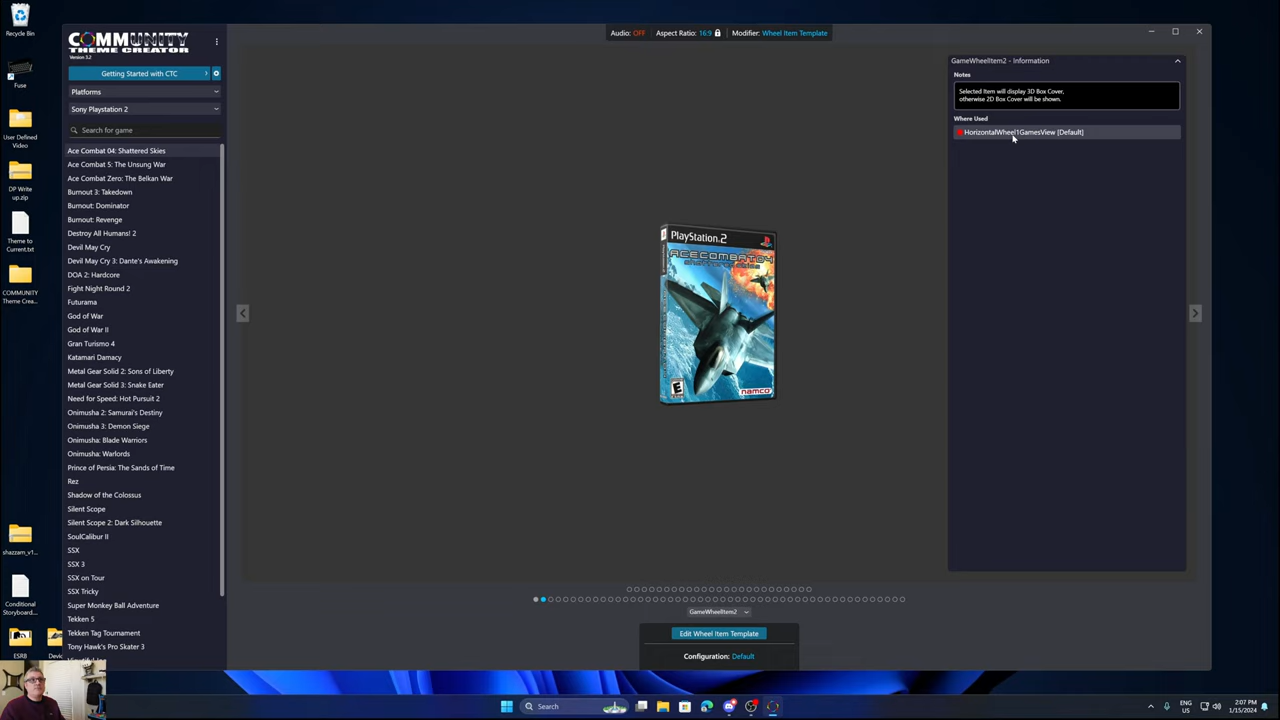 Recycle Bin
Fuse
User Defined
Video
DP Write
up.zip
Theme to
Current.txt
COMMUNITY
Theme Crea...
shazzam_v1...
Conditional
Storyboard...
ESRB
Devic
COMMUNITY
THEME CREATOR
Version 3.2
Getting Started with CTC
Platforms
Sony Playstation 2
Search for game
Ace Combat 04: Shattered Skies
Ace Combat 5: The Unsung War
Ace Combat Zero: The Belkan War
Burnout 3: Takedown
Burnout: Dominator
Burnout: Revenge
Destroy All Humans! 2
Devil May Cry
Devil May Cry 3: Dante's Awakening
DOA 2: Hardcore
Fight Night Round 2
Futurama
God of War
God of War II
Gran Turismo 4
Katamari Damacy
Metal Gear Solid 2: Sons of Liberty
Metal Gear Solid 3: Snake Eater
Need for Speed: Hot Pursuit 2
Onimusha 2: Samurai's Destiny
Onimusha 3: Demon Siege
Onimusha: Blade Warriors
Onimusha: Warlords
Prince of Persia: The Sands of Time
Rez
Shadow of the Colossus
Silent Scope
Silent Scope 2: Dark Silhouette
SoulCalibur II
SSX
SSX 3
SSX on Tour
SSX Tricky
Super Monkey Ball Adventure
Tekken 5
Tekken Tag Tournament
Tony Hawk's Pro Skater 3
Audio: OFF Aspect Ratio: 16:9 Modifier: Wheel Item Template
PlayStation.2
ACE COMBAT 04
E
namco
GameWheelItem2
Edit Wheel Item Template
Configuration: Default
GameWheelItem2 - Information
Notes
Selected Item will display 3D Box Cover,
otherwise 2D Box Cover will be shown.
Where Used
HorizontalWheel1GamesView [Default]
Search
ENG
US
2:07 PM
1/15/2024